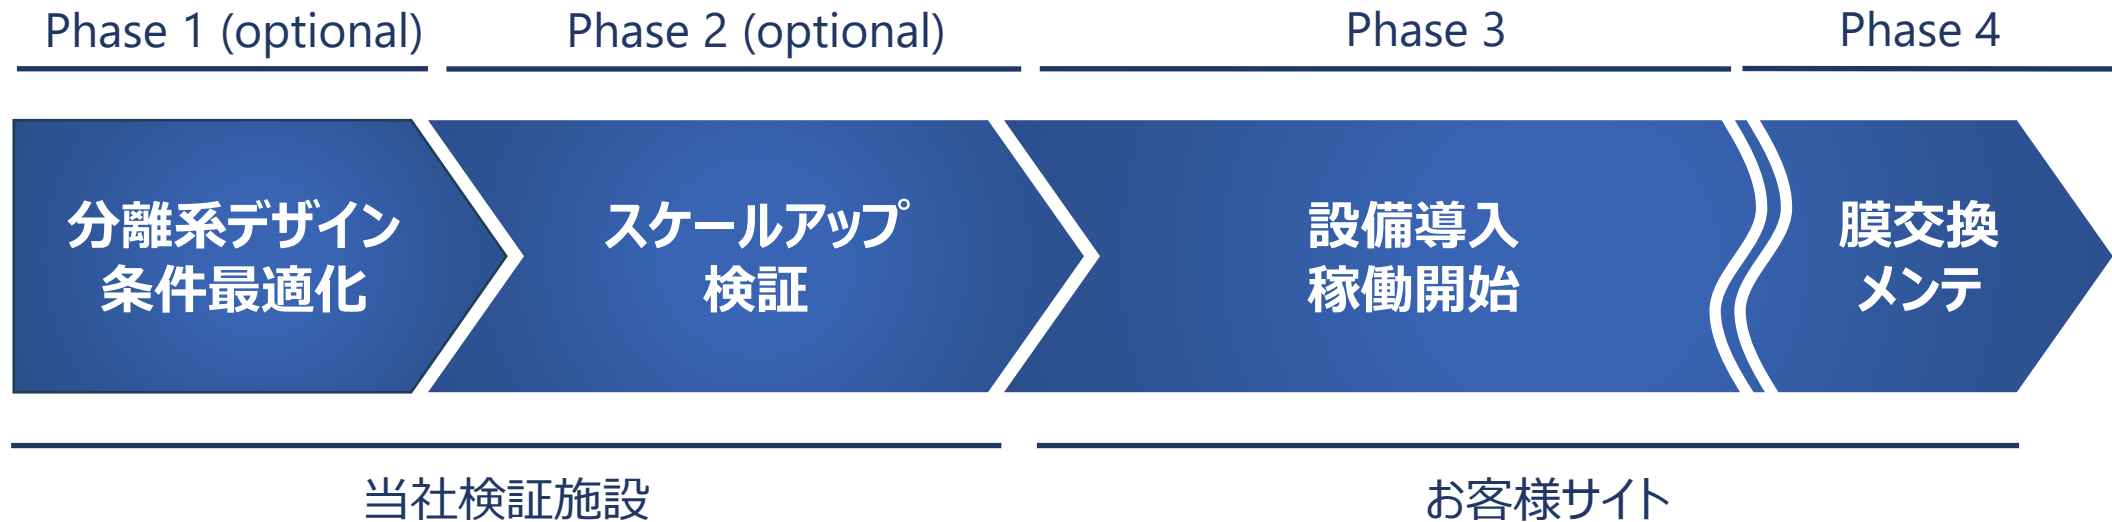 Phase 1 (optional)
Phase 2 (optional)
Phase 3
Phase 4
分離系デザイン
条件最適化
スケールアップ
検証
設備導入
稼働開始
膜交換
メンテ
当社検証施設
お客様サイト